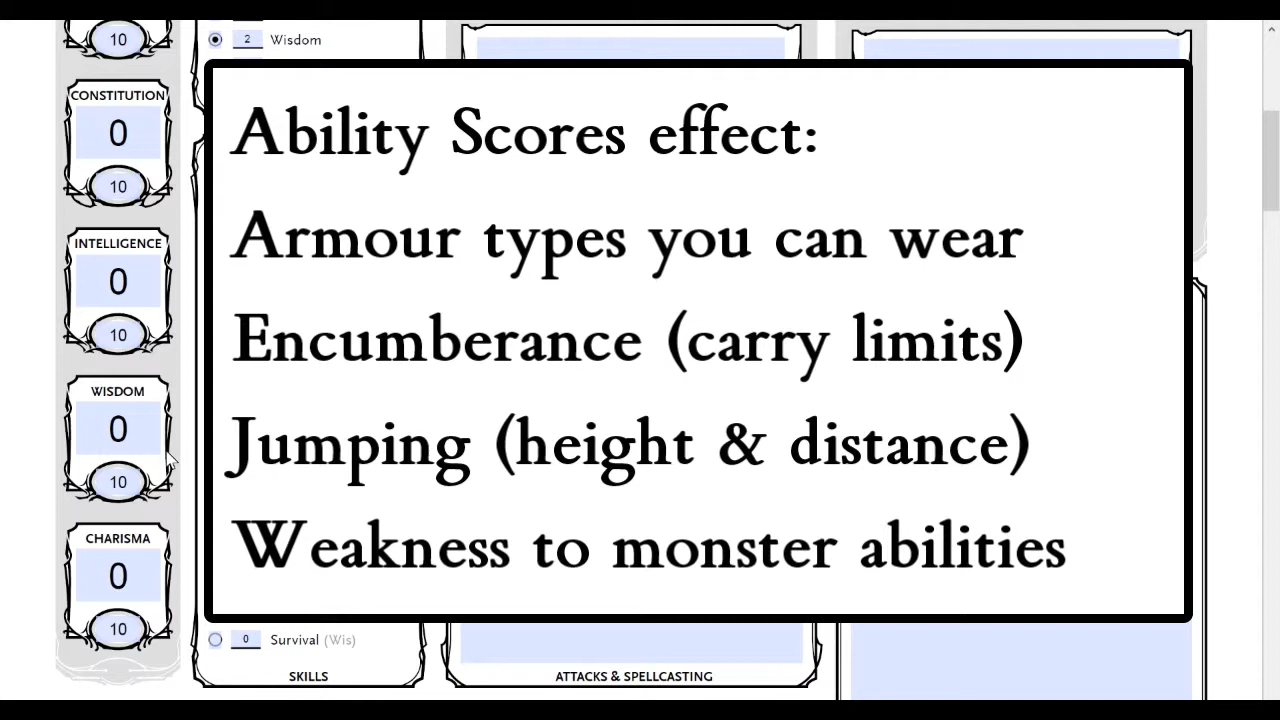 10
2 Wisdom
CONSTITUTION
0
10
INTELLIGENCE
0
10
WISDOM
0
10
CHARISMA
0
10
Ability Scores effect:
Armour types you can wear
Encumberance (carry limits)
Jumping (height & distance)
Weakness to monster abilities
0 Survival (Wis)
SKILLS
ATTACKS & SPELLCASTING